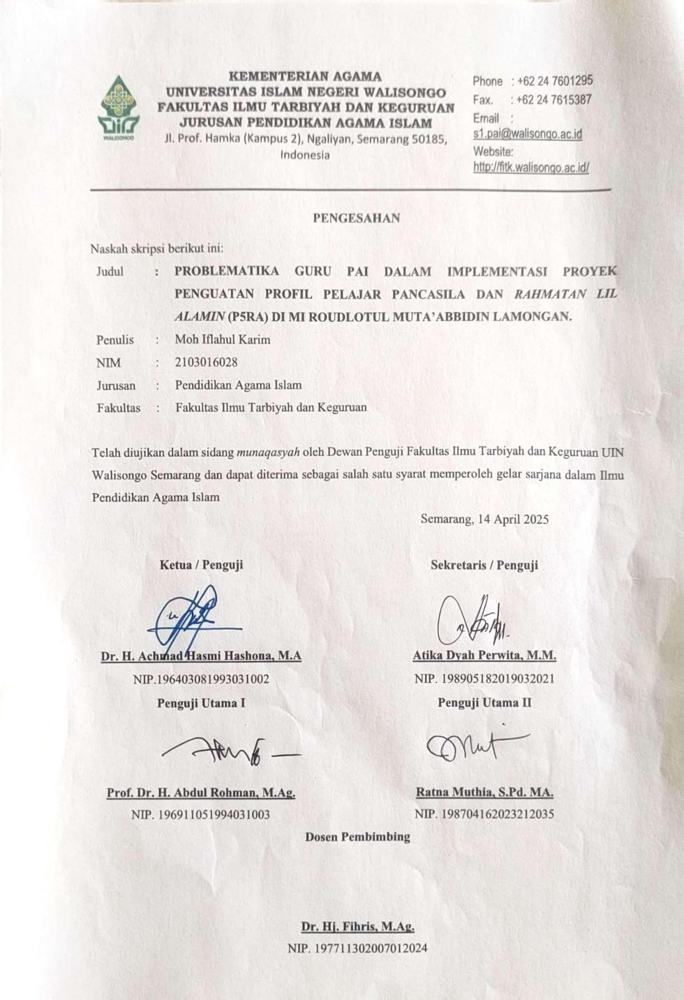 KEMENTERIAN AGAMA
UNIVERSITAS ISLAM NEGERI WALISONGO
FAKULTAS ILMU TARBIYAH DAN KEGURUAN
JURUSAN PENDIDIKAN AGAMA ISLAM
Jl. Prof. Hamka (Kampus 2), Ngaliyan, Semarang 50185,
Indonesia
WALISONGO
Phone : +62 24 7601295
Fax. : +62 24 7615387
Email :
s1.pai@walisongo.ac.id
Website:
http://fitk.walisongo.ac.id/
PENGESAHAN
Naskah skripsi berikut ini:
Judul : PROBLEMATIKA GURU PAI DALAM IMPLEMENTASI PROYEK
PENGUATAN PROFIL PELAJAR PANCASILA DAN RAHMATAN LIL
ALAMIN (P5RA) DI MI ROUDLOTUL MUTA'ABBIDIN LAMONGAN.
Penulis : Moh Iflahul Karim
NIM : 2103016028
Jurusan : Pendidikan Agama Islam
Fakultas : Fakultas Ilmu Tarbiyah dan Keguruan
Telah diujikan dalam sidang munaqasyah oleh Dewan Penguji Fakultas Ilmu Tarbiyah dan Keguruan UIN
Walisongo Semarang dan dapat diterima sebagai salah satu syarat memperoleh gelar sarjana dalam Ilmu
Pendidikan Agama Islam
Semarang, 14 April 2025
Ketua / Penguji Sekretaris / Penguji
Dr. H. Achmad Hasmi Hashona, M.A Atika Dyah Perwita, M.M.
NIP.196403081993031002 NIP. 198905182019032021
Penguji Utama I Penguji Utama II
Prof. Dr. H. Abdul Rohman, M.Ag. Ratna Muthia, S.Pd. MA.
NIP. 196911051994031003 NIP. 198704162023212035
Dosen Pembimbing
Dr. Hj. Fihris, M.Ag.
NIP. 197711302007012024